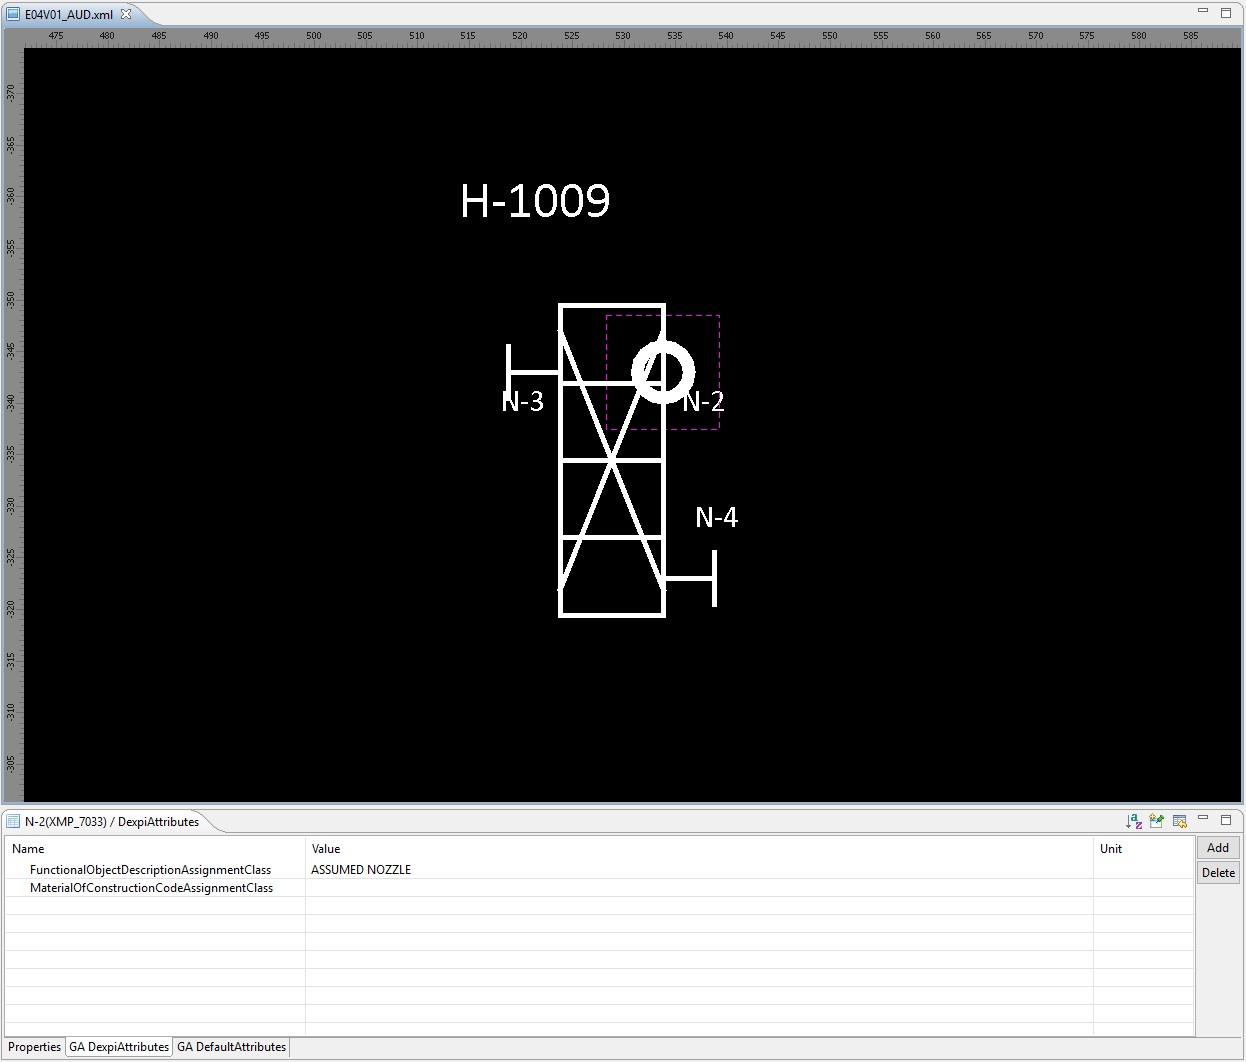 E04V01_AUD.xml
475 480 485 490 495 500 505 510 515 520 525 530 535 540 545 550 555 560 565 570 575 580 585
-370
-365
-360
-355
-350
-345
-340
-335
-330
-325
-320
-315
-310
-305
H-1009
N-3
N-2
N-4
N-2(XMP_7033) / DexpiAttributes
Name Value Unit
Add
FunctionalObjectDescriptionAssignmentClass ASSUMED NOZZLE
Delete
MaterialOfConstructionCodeAssignmentClass
Properties GA DexpiAttributes GA DefaultAttributes